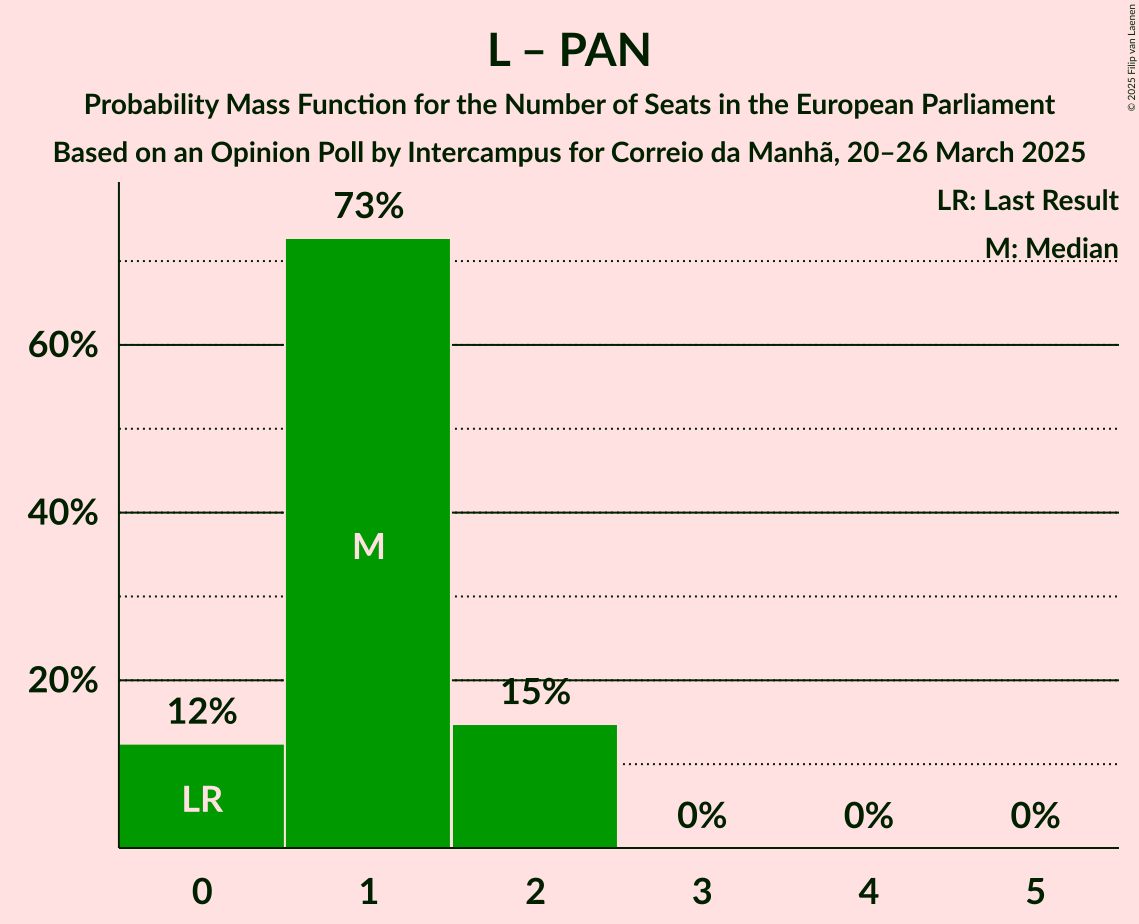 L – PAN
Probability Mass Function for the Number of Seats in the European Parliament
Based on an Opinion Poll by Intercampus for Correio da Manhã, 20–26 March 2025
© 2025 Filip van Laenen
LR: Last Result
M: Median
73%
60%
40%
M
20%
12%
15%
LR
0%
0%
0%
0
1
2
3
4
5